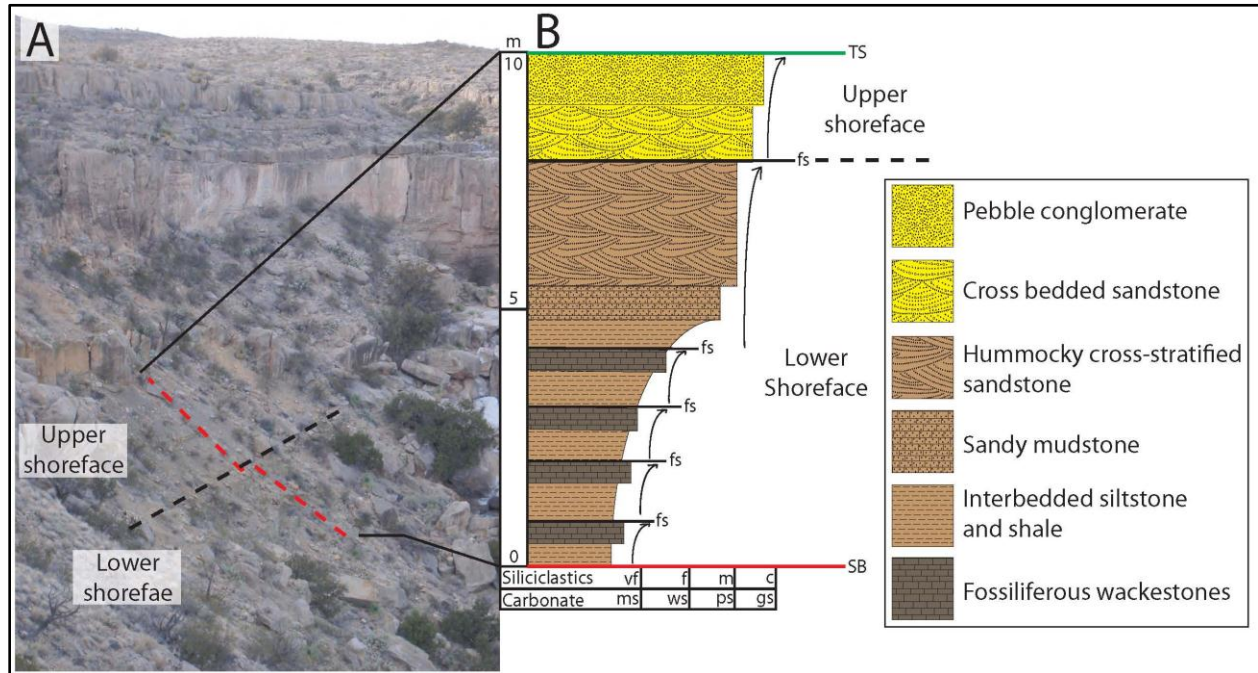 A
Upper
shoreface
Lower
shorefae
m
B
10
5
0
TS
Upper
shoreface
fs
Lower
Shoreface
fs
fs
fs
fs
SB
Siliciclastics vf f m c
Carbonate ms ws ps gs
Pebble conglomerate
Cross bedded sandstone
Hummocky cross-stratified
sandstone
Sandy mudstone
Interbedded siltstone
and shale
Fossiliferous wackestones